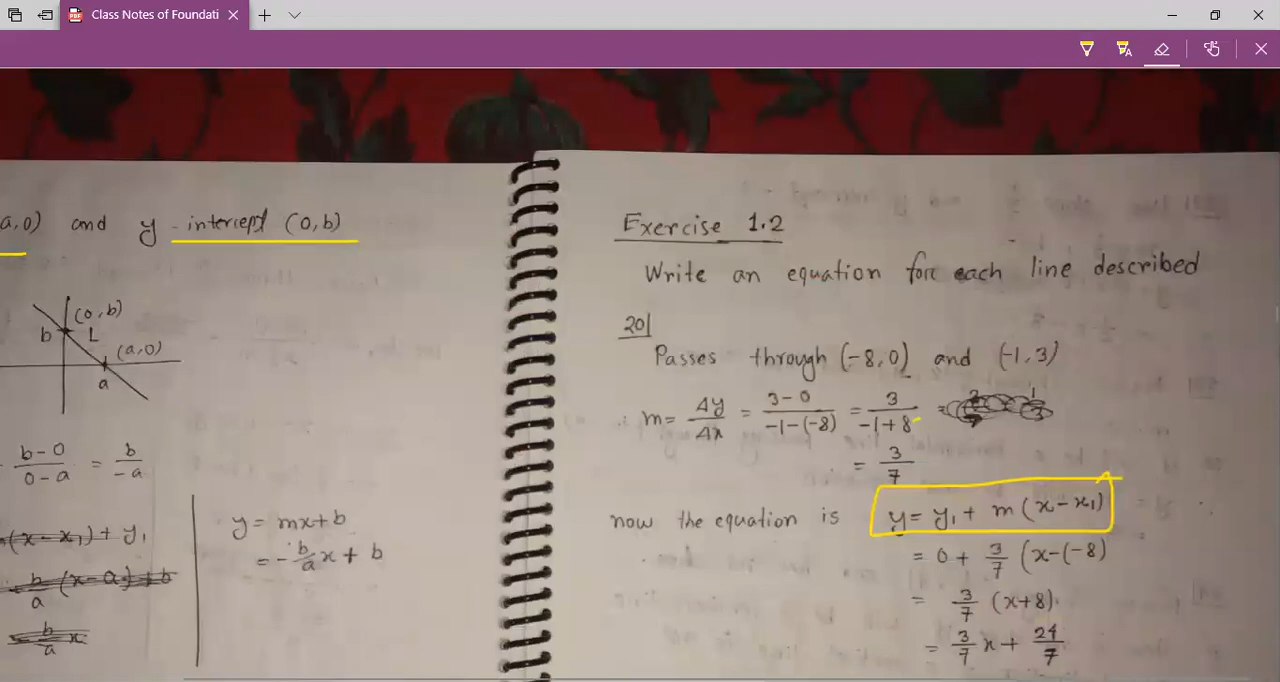 Class Notes of Foundati
a,0) and y-intercept (0,b)
(0,b)
b L
(a,0)
a
b-0/0-a = b/-a
(x-x₁)+y₁
b/a (x-a)+b
-b/a x
y = mx+b
= -b/a x + b
Exercise 1.2
Write an equation for each line described
20|
Passes through (-8,0) and (-1,3)
m = Δy/Δx = 3-0/-1-(-8) = 3/-1+8 =
= 3/7
now the equation is y = y₁ + m(x-x₁)
= 0 + 3/7 (x-(-8)
= 3/7 (x+8)
= 3/7 x + 24/7